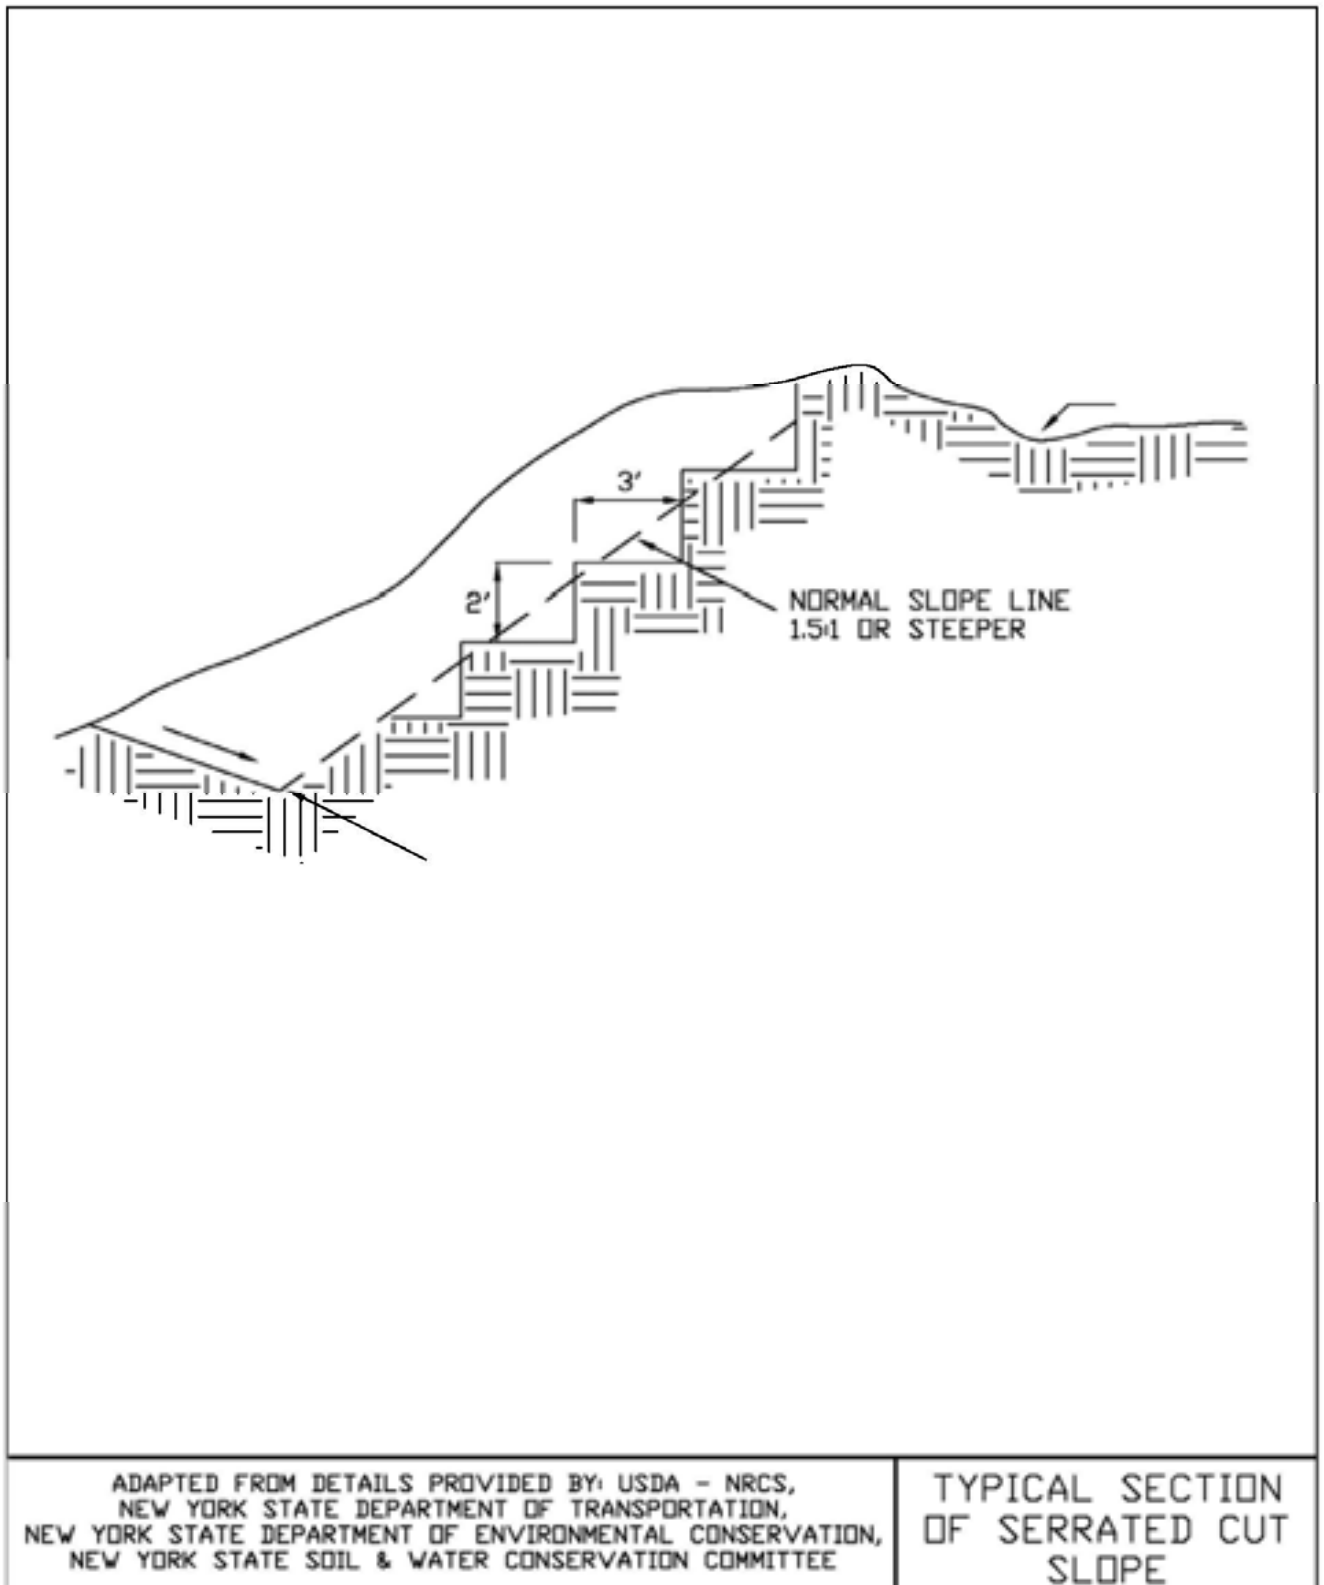 3'
2'
NORMAL SLOPE LINE
1.5:1 OR STEEPER
ADAPTED FROM DETAILS PROVIDED BY: USDA - NRCS,
NEW YORK STATE DEPARTMENT OF TRANSPORTATION,
NEW YORK STATE DEPARTMENT OF ENVIRONMENTAL CONSERVATION,
NEW YORK STATE SOIL & WATER CONSERVATION COMMITTEE
TYPICAL SECTION
OF SERRATED CUT
SLOPE